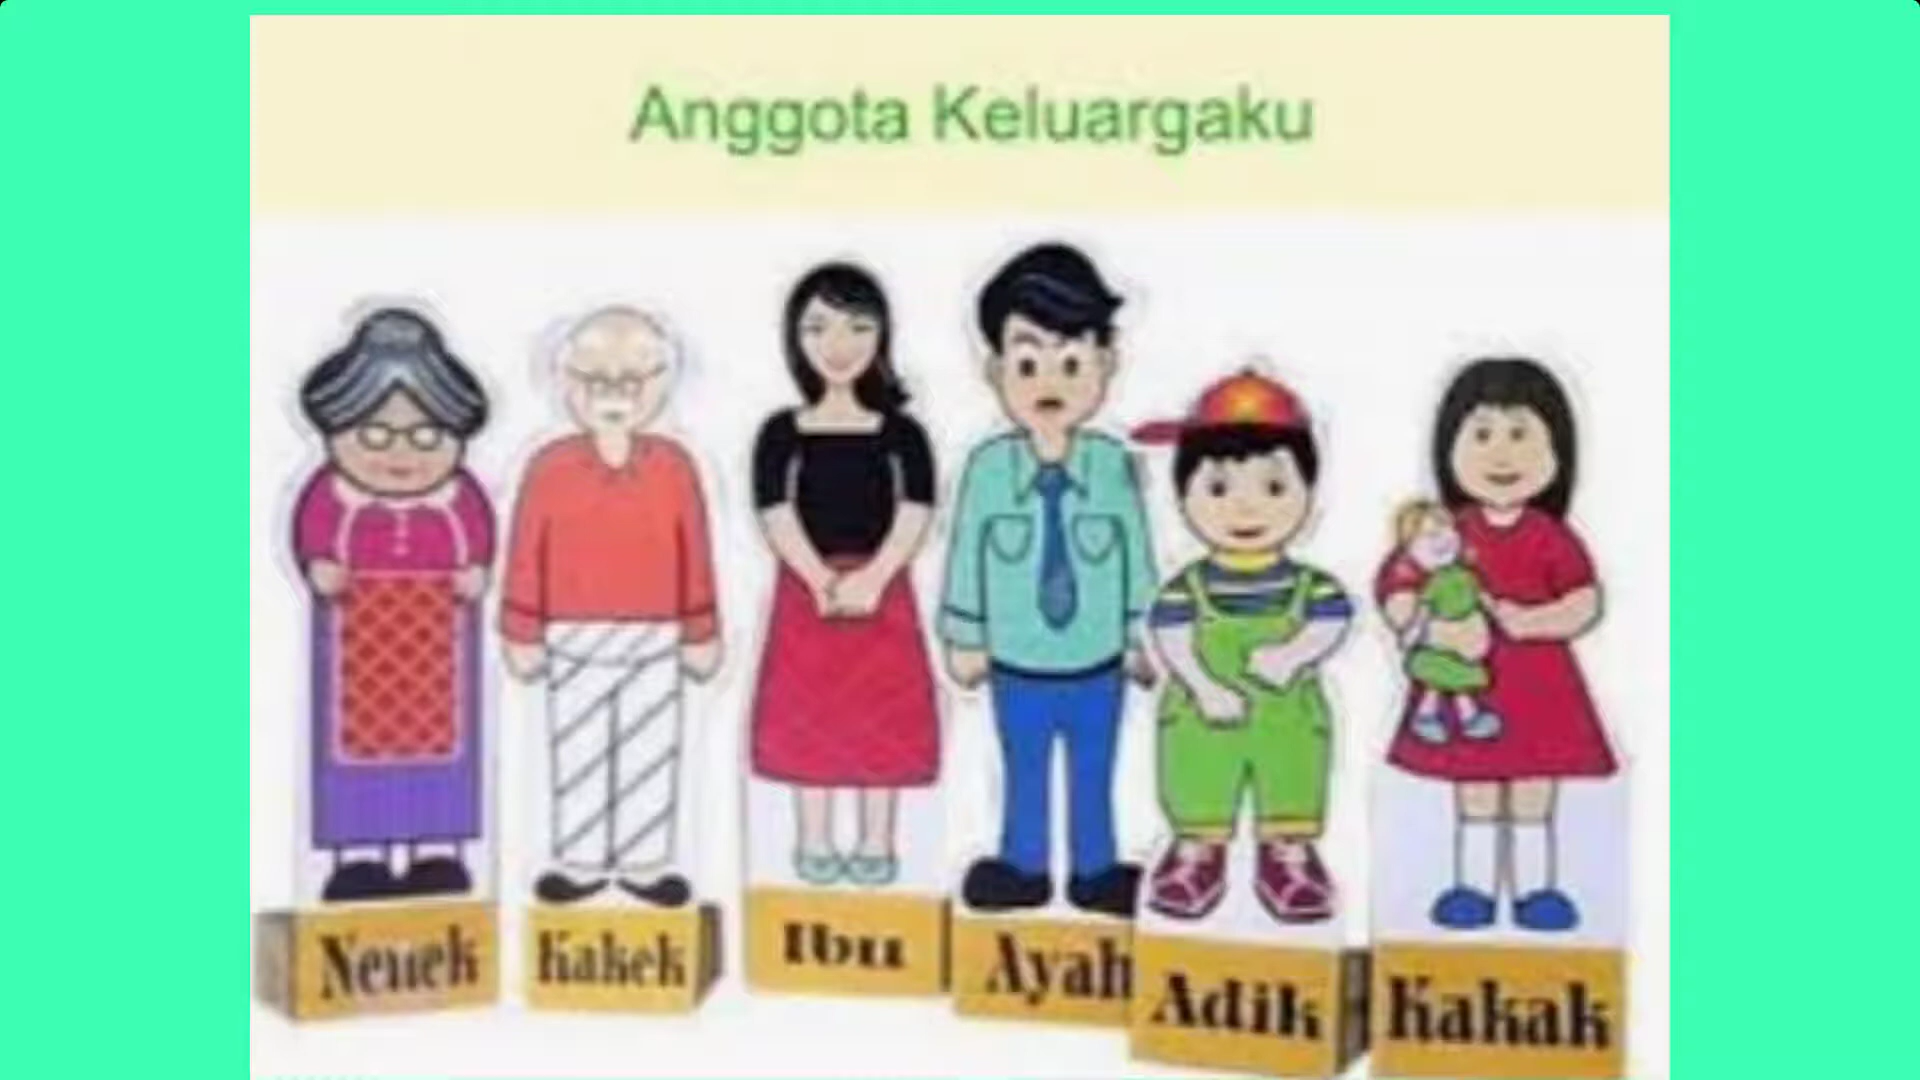 Anggota Keluargaku
Nenek
Kakek
Ibu
Ayah
Adik
Kakak